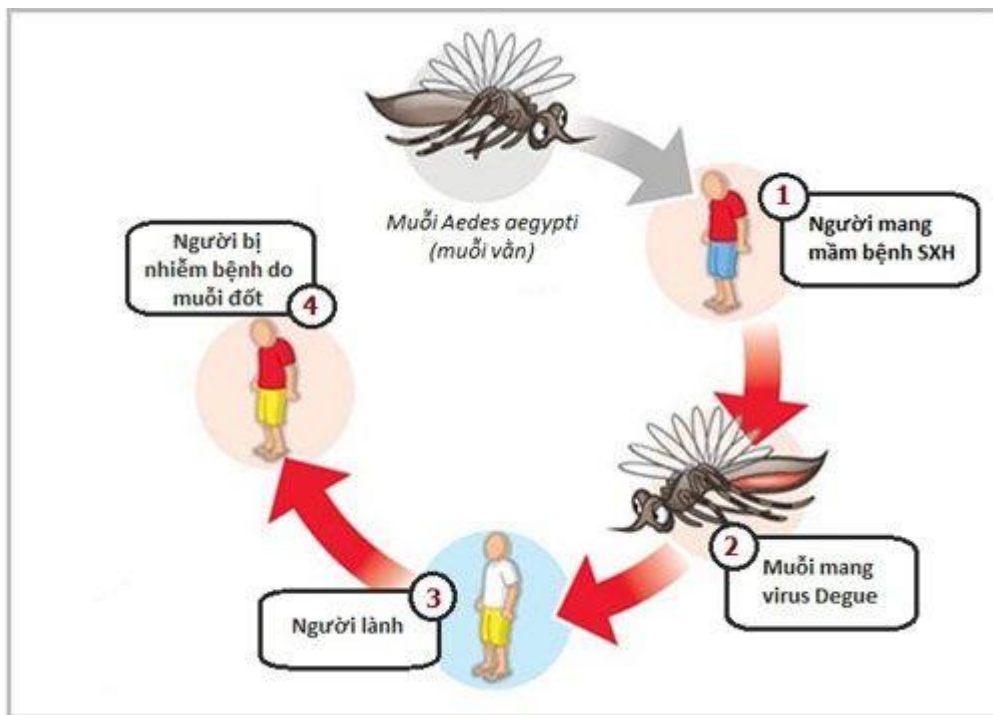 Muỗi Aedes aegypti
(muỗi vằn)
1
Người mang
mầm bệnh SXH
2
Muỗi mang
virus Degue
3
Người lành
4
Người bị
nhiễm bệnh do
muỗi đốt